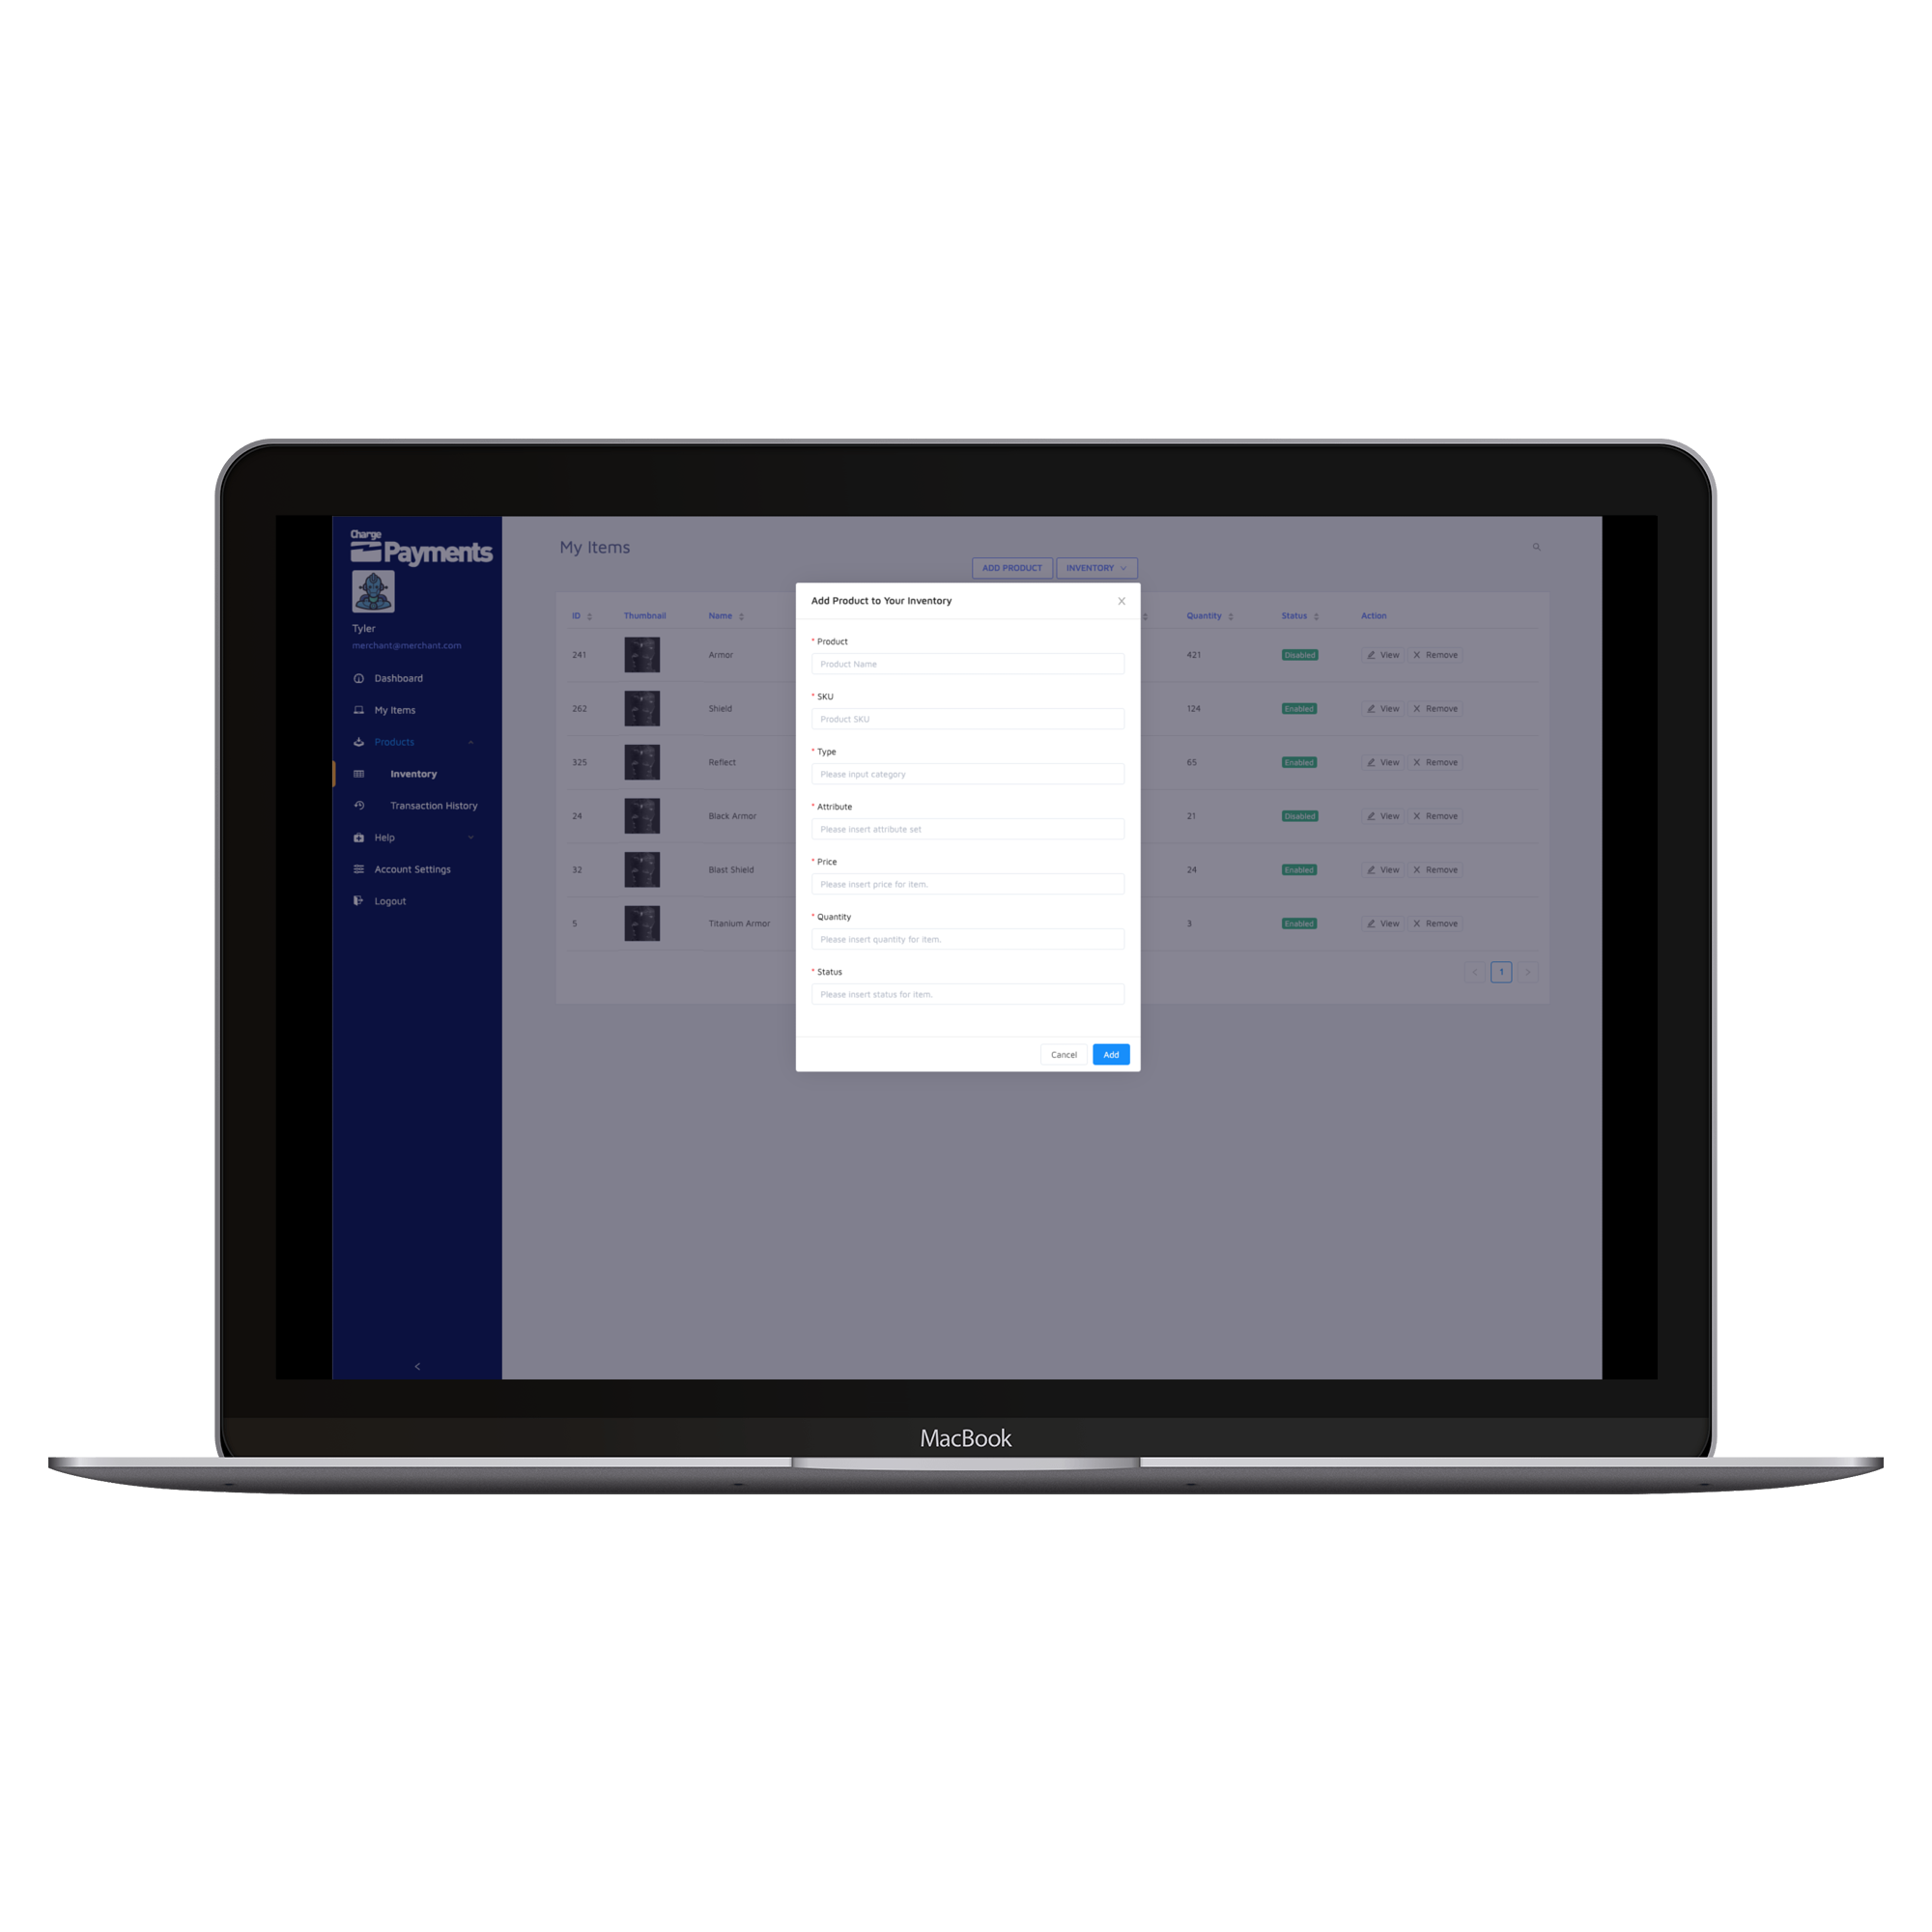 Charge
Payments
Tyler
merchant@merchant.com
Dashboard
My Items
Products
Inventory
Transaction History
Help
Account Settings
Logout
My Items
ADD PRODUCT INVENTORY
ID Thumbnail Name Quantity Status Action
241 Armor 421 Disabled View X Remove
262 Shield 124 Enabled View X Remove
325 Reflect 65 Enabled View X Remove
24 Black Armor 21 Disabled View X Remove
32 Blast Shield 24 Enabled View X Remove
5 Titanium Armor 3 Enabled View X Remove
< 1 >
Add Product to Your Inventory X
* Product
Product Name
* SKU
Product SKU
* Type
Please input category
* Attribute
Please insert attribute set
* Price
Please insert price for item.
* Quantity
Please insert quantity for item.
* Status
Please insert status for item.
Cancel Add
MacBook